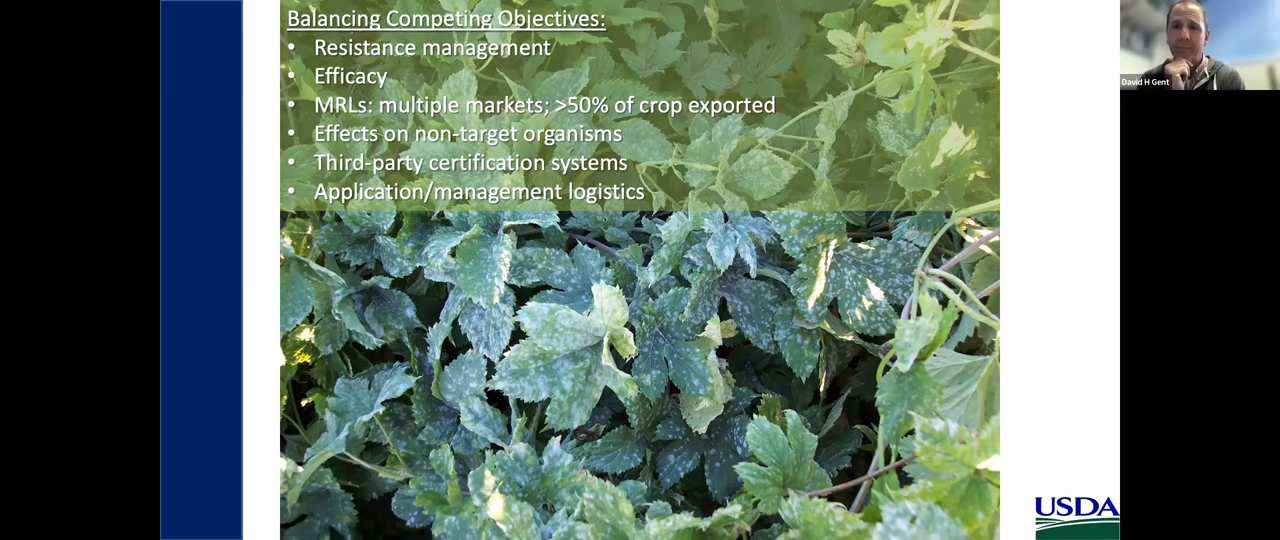 Balancing Competing Objectives:
• Resistance management
• Efficacy
• MRLs: multiple markets; >50% of crop exported
• Effects on non-target organisms
• Third-party certification systems
• Application/management logistics
David H Gent
USDA